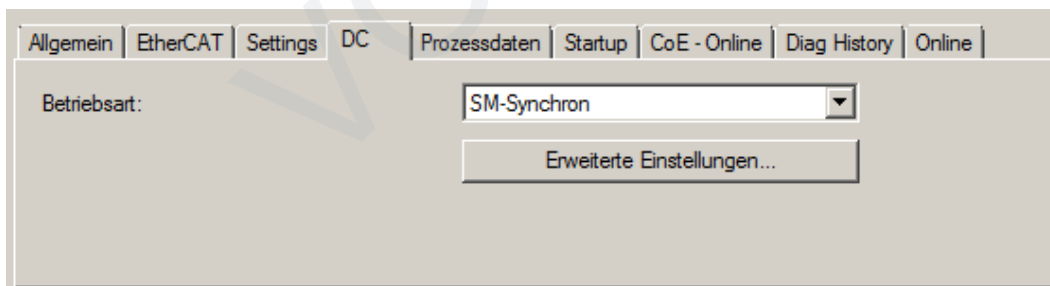 Allgemein EtherCAT Settings DC Prozessdaten Startup CoE - Online Diag History Online
Betriebsart: SM-Synchron
Erweiterte Einstellungen...